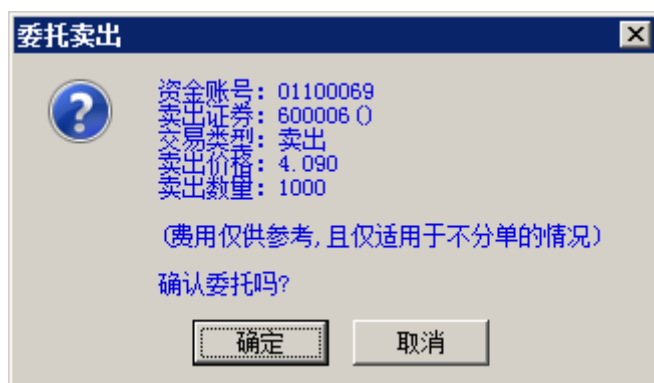 委托卖出
资金账号: 01100069
卖出证券: 600006()
交易类型: 卖出
卖出价格: 4.090
卖出数量: 1000
(费用仅供参考,且仅适用于不分单的情况)
确认委托吗?
确定
取消